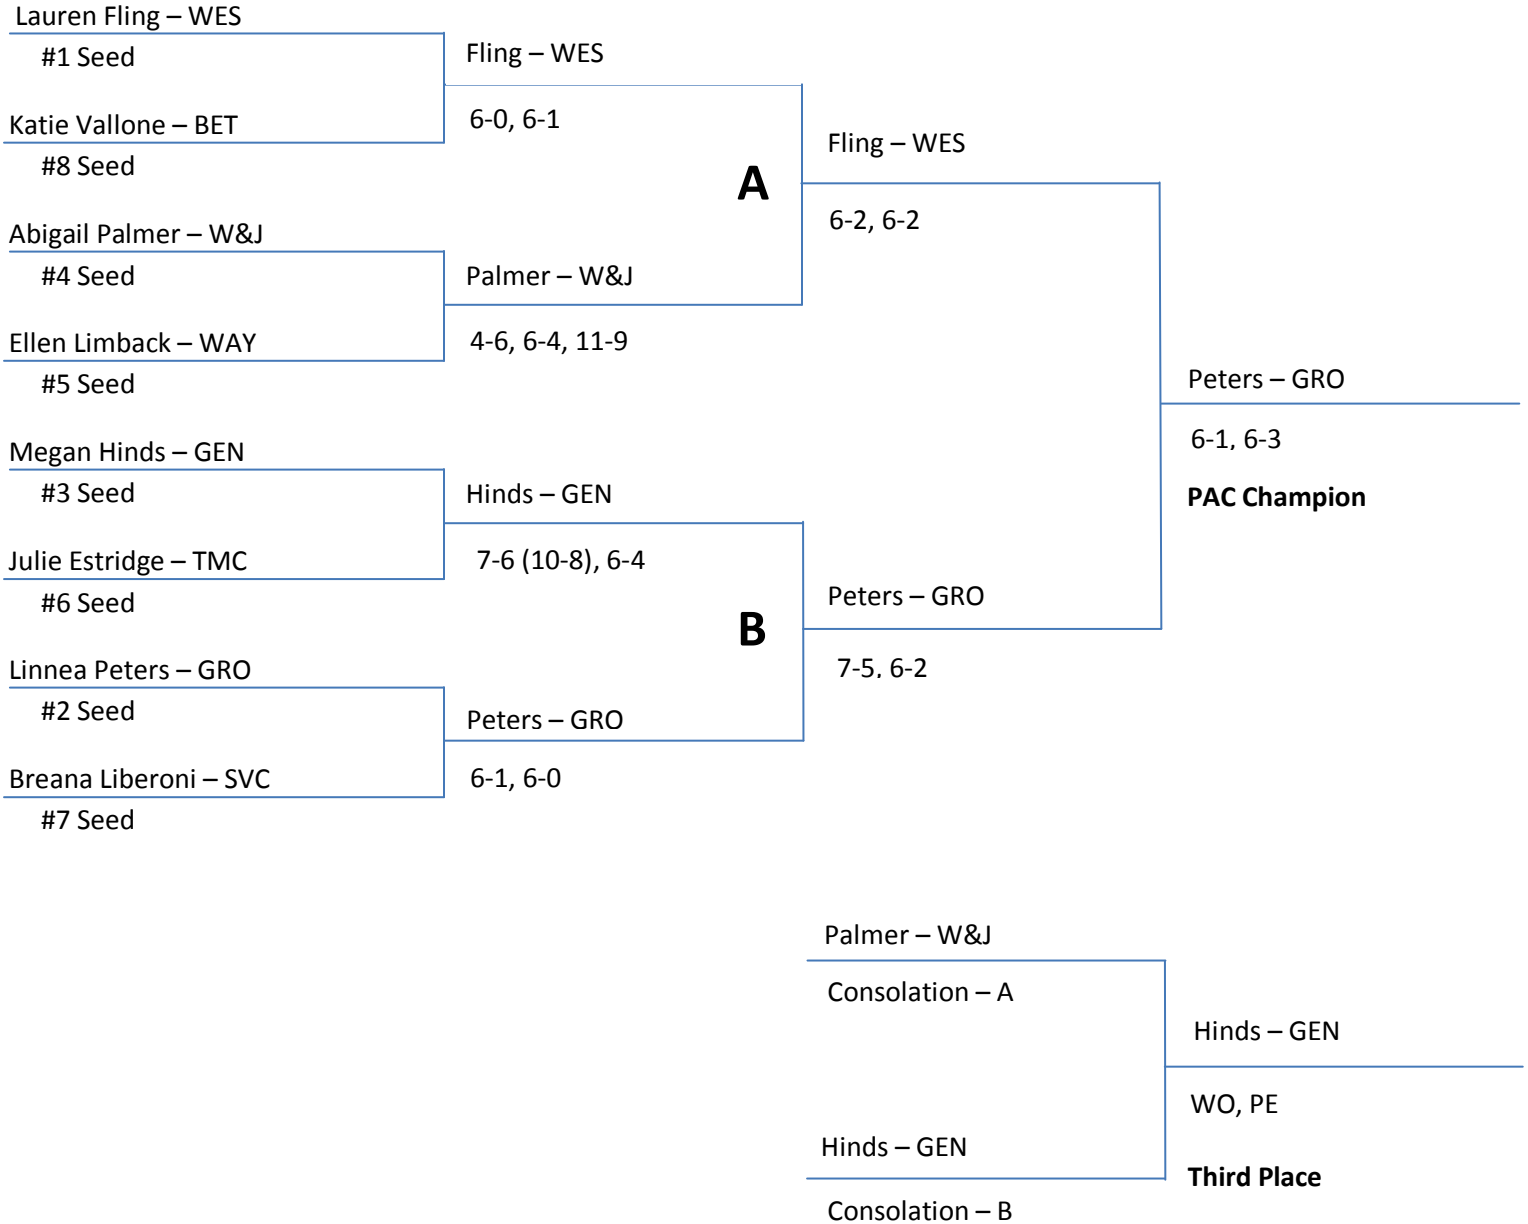 Lauren Fling – WES
#1 Seed
Fling – WES
6-0, 6-1
Katie Vallone – BET
#8 Seed
Fling – WES
A
6-2, 6-2
Abigail Palmer – W&J
#4 Seed
Palmer – W&J
4-6, 6-4, 11-9
Ellen Limback – WAY
#5 Seed
Peters – GRO
6-1, 6-3
PAC Champion
Megan Hinds – GEN
#3 Seed
Hinds – GEN
7-6 (10-8), 6-4
Julie Estridge – TMC
#6 Seed
Peters – GRO
B
7-5, 6-2
Linnea Peters – GRO
#2 Seed
Peters – GRO
6-1, 6-0
Breana Liberoni – SVC
#7 Seed
Palmer – W&J
Consolation – A
Hinds – GEN
WO, PE
Hinds – GEN
Third Place
Consolation – B